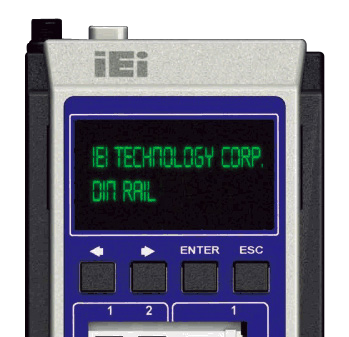 iEi
IEI TECHNOLOGY CORP.
DIN RAIL
ENTER ESC
1 2 1